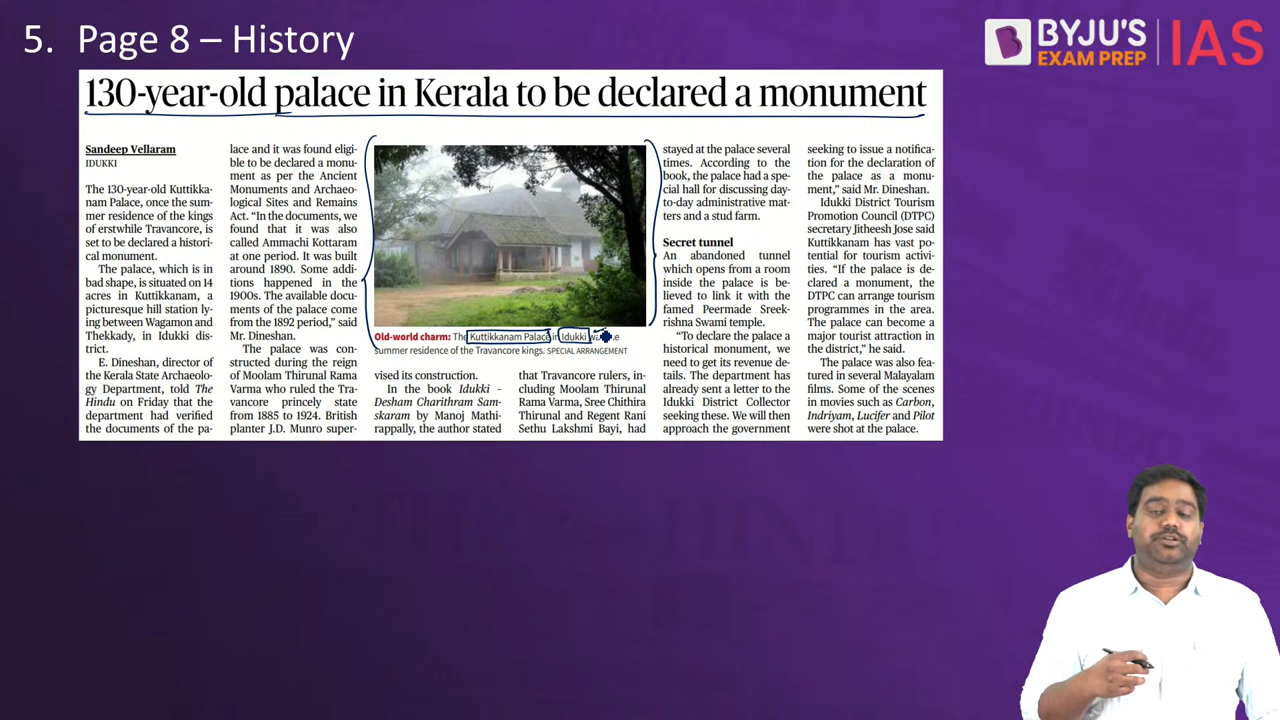 5. Page 8 – History
BYJU'S
EXAM PREP
IAS
130-year-old palace in Kerala to be declared a monument
Sandeep Vellaram
IDUKKI
The 130-year-old Kuttikka-
nam Palace, once the sum-
mer residence of the kings
of erstwhile Travancore, is
set to be declared a histori-
cal monument.
The palace, which is in
bad shape, is situated on 14
acres in Kuttikkanam, a
picturesque hill station ly-
ing between Wagamon and
Thekkady, in Idukki dis-
trict.
E. Dineshan, director of
the Kerala State Archaeolo-
gy Department, told The
Hindu on Friday that the
department had verified
the documents of the pa-
lace and it was found eligi-
ble to be declared a monu-
ment as per the Ancient
Monuments and Archaeo-
logical Sites and Remains
Act. “In the documents, we
found that it was also
called Ammachi Kottaram
at one period. It was built
around 1890. Some addi-
tions happened in the
1900s. The available docu-
ments of the palace come
from the 1892 period,” said
Mr. Dineshan.
The palace was con-
structed during the reign
of Moolam Thirunal Rama
Varma who ruled the Tra-
vancore princely state
from 1885 to 1924. British
planter J.D. Munro super-
Old-world charm: The Kuttikkanam Palace in Idukki
summer residence of the Travancore kings. SPECIAL ARRANGEMENT
vised its construction.
In the book Idukki -
Desham Charithram Sam-
skaram by Manoj Mathi-
rappally, the author stated
that Travancore rulers, in-
cluding Moolam Thirunal
Rama Varma, Sree Chithira
Thirunal and Regent Rani
Sethu Lakshmi Bayi, had
stayed at the palace several
times. According to the
book, the palace had a spe-
cial hall for discussing day-
to-day administrative mat-
ters and a stud farm.
Secret tunnel
An abandoned tunnel
which opens from a room
inside the palace is be-
lieved to link it with the
famed Peermade Sreek-
rishna Swami temple.
“To declare the palace a
historical monument, we
need to get its revenue de-
tails. The department has
already sent a letter to the
Idukki District Collector
seeking these. We will then
approach the government
seeking to issue a notifica-
tion for the declaration of
the palace as a monu-
ment,” said Mr. Dineshan.
Idukki District Tourism
Promotion Council (DTPC)
secretary Jitheesh Jose said
Kuttikkanam has vast po-
tential for tourism activi-
ties. “If the palace is de-
clared a monument, the
DTPC can arrange tourism
programmes in the area.
The palace can become a
major tourist attraction in
the district,” he said.
The palace was also fea-
tured in several Malayalam
films. Some of the scenes
in movies such as Carbon,
Indriyam, Lucifer and Pilot
were shot at the palace.